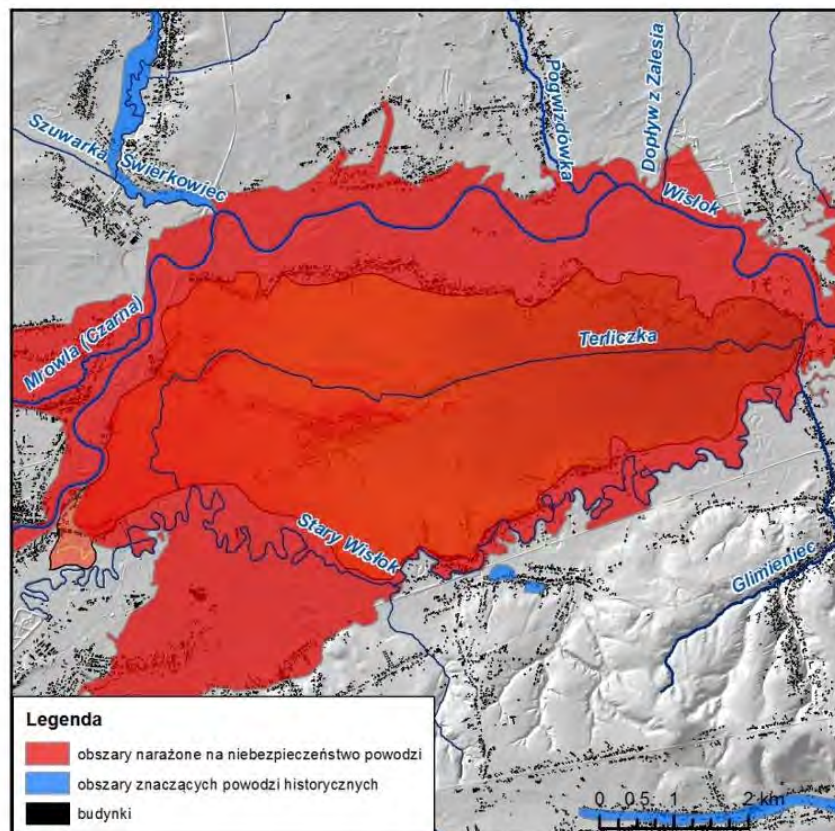 Szuwarka
Świerkowiec
Pogwizdówka
Dopływ z Zalesia
Wisłok
Mrowla (Czarna)
Terliczka
Stary Wisłok
Glimieniec
Legenda
obszary narażone na niebezpieczeństwo powodzi
obszary znaczących powodzi historycznych
budynki
0 0,5 1 2 km